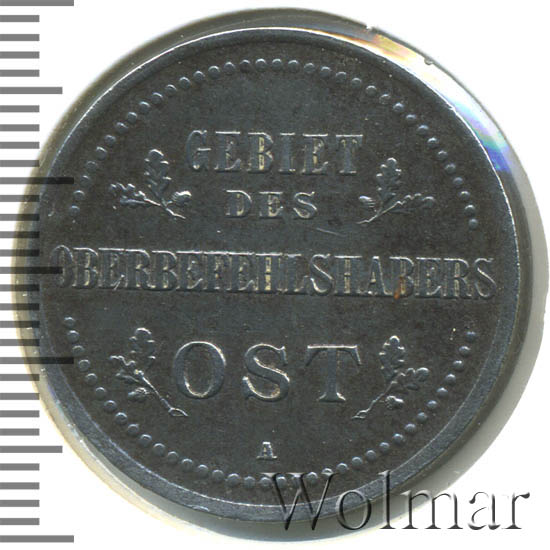 GEBIET
DES
OBERBEFEHLSHABERS
OST
A
Wolmar